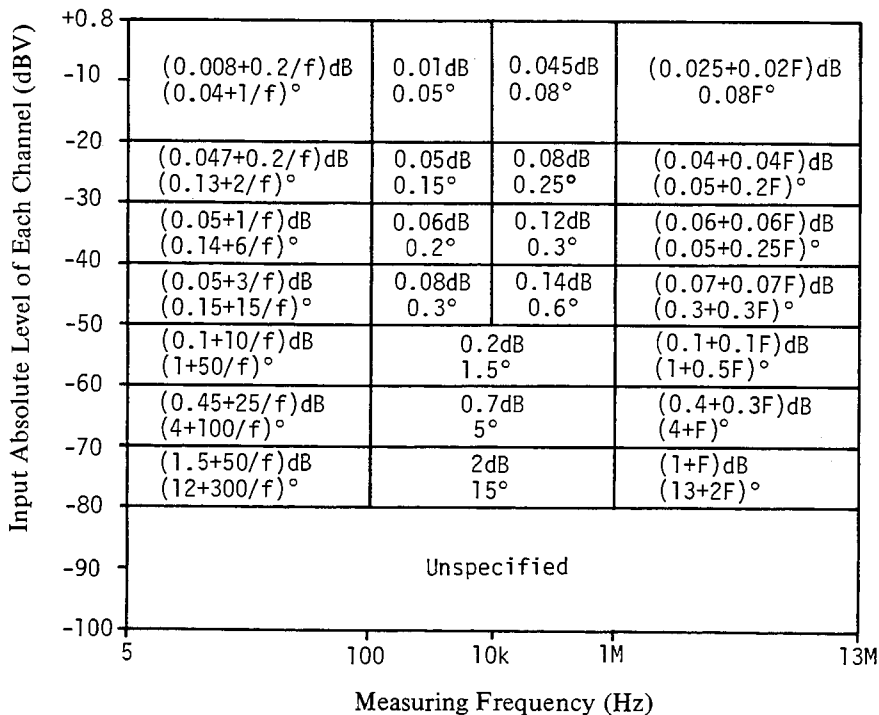 Input Absolute Level of Each Channel (dBV)
+0.8
-10
-20
-30
-40
-50
-60
-70
-80
-90
-100
(0.008+0.2/f)dB
(0.04+1/f)°
0.01dB
0.05°
0.045dB
0.08°
(0.025+0.02F)dB
0.08F°
(0.047+0.2/f)dB
(0.13+2/f)°
0.05dB
0.15°
0.08dB
0.25°
(0.04+0.04F)dB
(0.05+0.2F)°
(0.05+1/f)dB
(0.14+6/f)°
0.06dB
0.2°
0.12dB
0.3°
(0.06+0.06F)dB
(0.05+0.25F)°
(0.05+3/f)dB
(0.15+15/f)°
0.08dB
0.3°
0.14dB
0.6°
(0.07+0.07F)dB
(0.3+0.3F)°
(0.1+10/f)dB
(1+50/f)°
0.2dB
1.5°
(0.1+0.1F)dB
(1+0.5F)°
(0.45+25/f)dB
(4+100/f)°
0.7dB
5°
(0.4+0.3F)dB
(4+F)°
(1.5+50/f)dB
(12+300/f)°
2dB
15°
(1+F)dB
(13+2F)°
Unspecified
5
100
10k
1M
13M
Measuring Frequency (Hz)